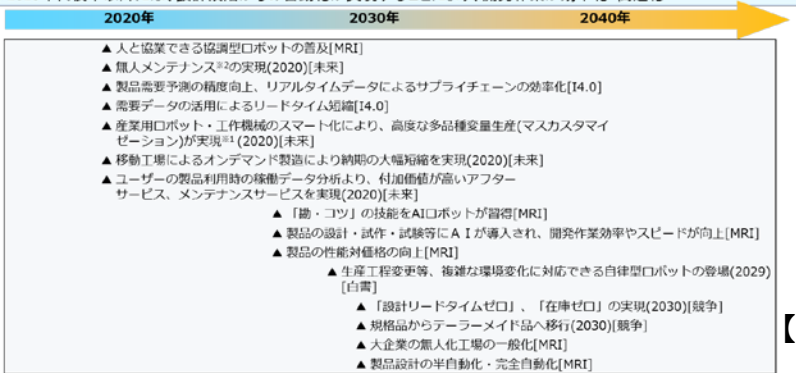 2020年 2030年 2040年
▲ 人と協業できる協調型ロボットの普及[MRI]
▲ 無人メンテナンス※2の実現(2020)[未来]
▲ 製品需要予測の精度向上、リアルタイムデータによるサプライチェーンの効率化[I4.0]
▲ 需要データの活用によるリードタイム短縮[I4.0]
▲ 産業用ロボット・工作機械のスマート化により、高度な多品種変量生産(マスカスタマイ
ゼーション)が実現※1(2020)[未来]
▲ 移動工場によるオンデマンド製造により納期の大幅短縮を実現(2020)[未来]
▲ ユーザーの製品利用時の稼働データ分析より、付加価値が高いアフター
サービス、メンテナンスサービスを実現(2020)[未来]
▲ 「勘・コツ」の技能をAIロボットが習得[MRI]
▲ 製品の設計・試作・試験等にＡＩが導入され、開発作業効率やスピードが向上[MRI]
▲ 製品の性能対価格の向上[MRI]
▲ 生産工程変更等、複雑な環境変化に対応できる自律型ロボットの登場(2029)
[白書]
▲ 「設計リードタイムゼロ」、「在庫ゼロ」の実現(2030)[競争]
▲ 規格品からテーラーメイド品へ移行(2030)[競争]
【
▲ 大企業の無人化工場の一般化[MRI]
▲ 製品設計の半自動化・完全自動化[MRI]